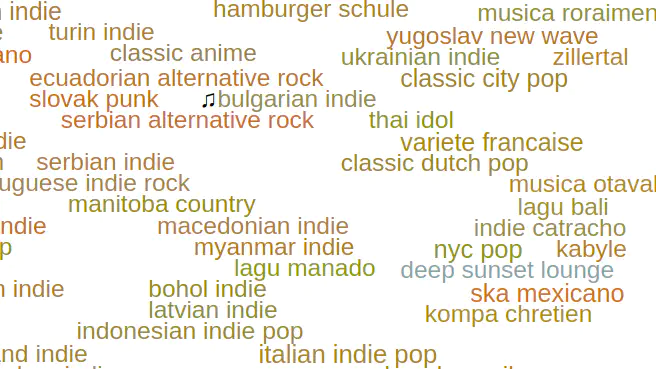 indie
hamburger schule
musica roraimen
turin indie
yugoslav new wave
ano
classic anime
ukrainian indie
zillertal
ecuadorian alternative rock
classic city pop
slovak punk
♫bulgarian indie
serbian alternative rock
thai idol
die
variete francaise
serbian indie
classic dutch pop
uguese indie rock
musica otaval
manitoba country
lagu bali
ndie
macedonian indie
indie catracho
p
myanmar indie
nyc pop
kabyle
lagu manado
deep sunset lounge
n indie
bohol indie
ska mexicano
latvian indie
kompa chretien
indonesian indie pop
nd indie
italian indie pop